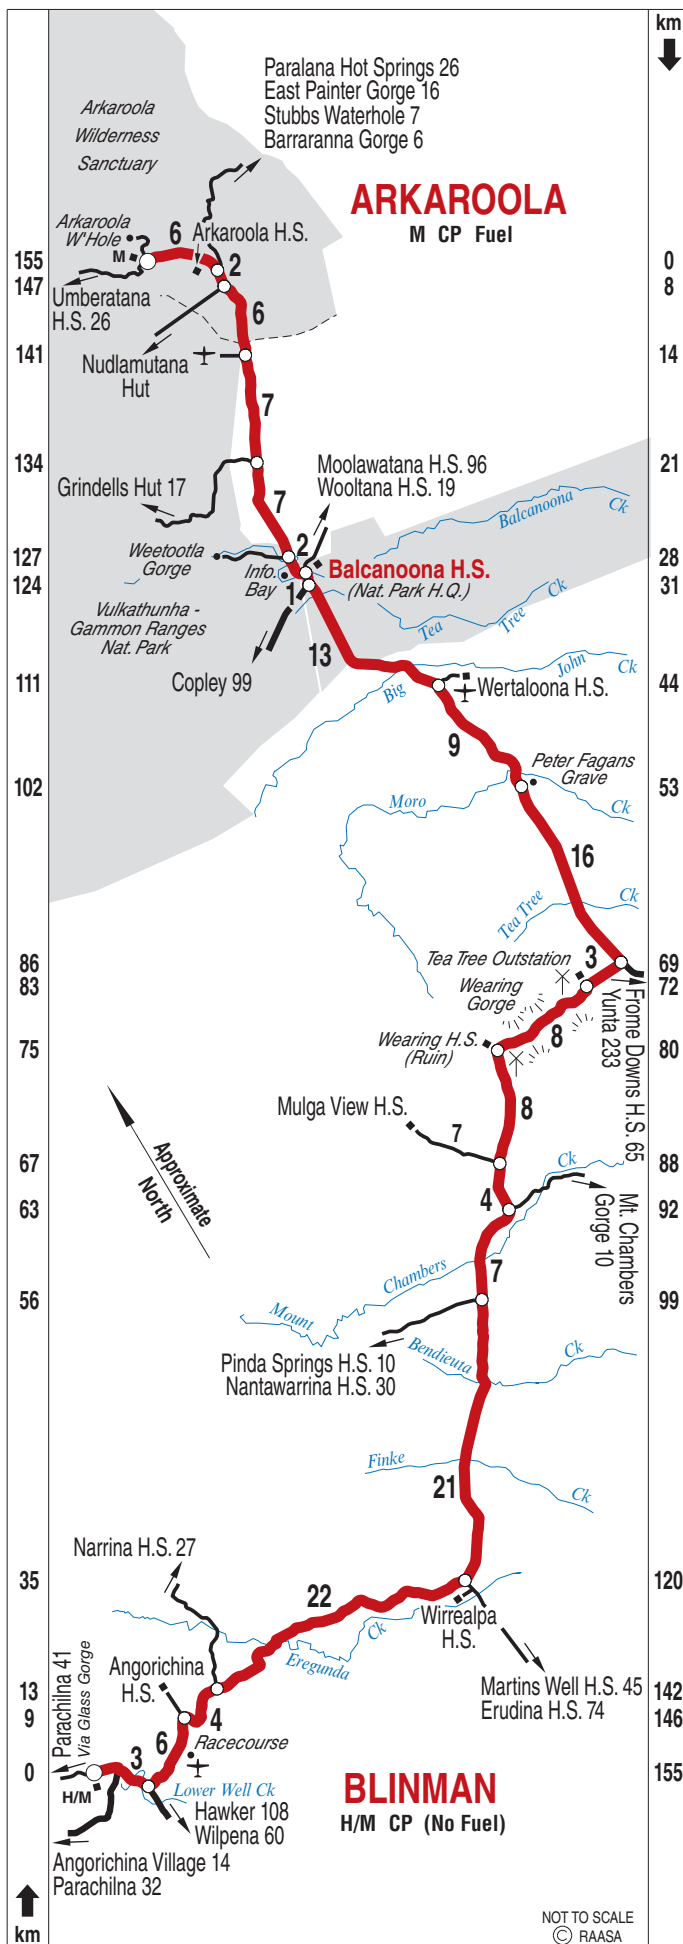 km
Paralana Hot Springs 26
East Painter Gorge 16
Stubbs Waterhole 7
Barraranna Gorge 6
Arkaroola
Wilderness
Sanctuary
ARKAROOLA
M CP Fuel
Arkaroola
W'Hole
6
Arkaroola H.S.
M
155
0
2
147
8
Umberatana
H.S. 26
6
Nudlamutana
Hut
141
14
7
134
21
Grindells Hut 17
Moolawatana H.S. 96
Wooltana H.S. 19
7
Balcanoona
Ck
Weetootla
Gorge
2
127
28
Info.
Bay
Balcanoona H.S.
(Nat. Park H.Q.)
124
31
1
Tea
Tree
Ck
Vulkathunha -
Gammon Ranges
Nat. Park
13
Copley 99
Big
John
Ck
111
44
Wertaloona H.S.
9
Peter Fagans
Grave
102
53
Moro
Ck
16
Tea Tree
Ck
86
69
Tea Tree Outstation
3
83
72
Wearing
Gorge
Frome Downs H.S. 65
Yunta 233
8
Wearing H.S.
(Ruin)
75
80
8
Mulga View H.S.
7
67
88
Approximate
North
Ck
4
63
92
Mt. Chambers
Gorge 10
7
Mount
Chambers
56
99
Pinda Springs H.S. 10
Nantawarrina H.S. 30
Bendieuta
Ck
Finke
Ck
21
Narrina H.S. 27
35
120
22
Wirrealpa
H.S.
Eregunda
Ck
Martins Well H.S. 45
Erudina H.S. 74
Angorichina
H.S.
13
142
4
9
146
Parachilna 41
Via Glass Gorge
6
Racecourse
0
155
3
H/M
Lower Well Ck
BLINMAN
H/M CP (No Fuel)
Hawker 108
Wilpena 60
Angorichina Village 14
Parachilna 32
km
NOT TO SCALE
© RAASA